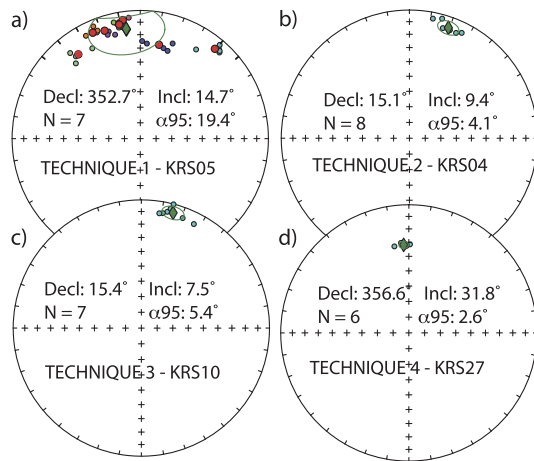 a)
Decl: 352.7° Incl: 14.7°
N = 7 α95: 19.4°
TECHNIQUE 1 - KRS05
b)
Decl: 15.1° Incl: 9.4°
N = 8 α95: 4.1°
TECHNIQUE 2 - KRS04
c)
Decl: 15.4° Incl: 7.5°
N = 7 α95: 5.4°
TECHNIQUE 3 - KRS10
d)
Decl: 356.6° Incl: 31.8°
N = 6 α95: 2.6°
TECHNIQUE 4 - KRS27